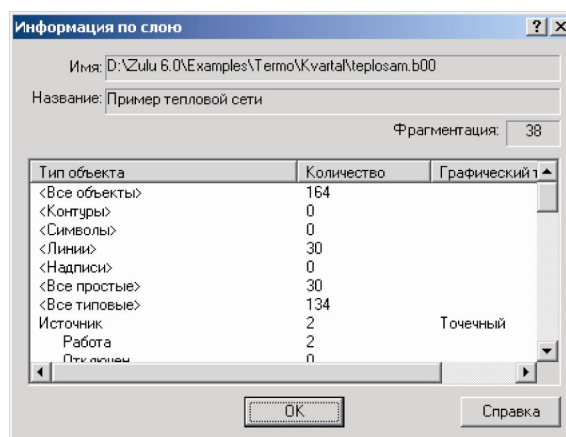 Информация по слою
Имя: D:\Zulu 6.0\Examples\Termo\Kvartal\teplosam.b00
Название: Пример тепловой сети
Фрагментация: 38
Тип объекта Количество Графический т
<Все объекты> 164
<Контуры> 0
<Символы> 0
<Линии> 30
<Надписи> 0
<Все простые> 30
<Все типовые> 134
Источник 2 Точечный
Работа 2
Отключен 0
OK Справка